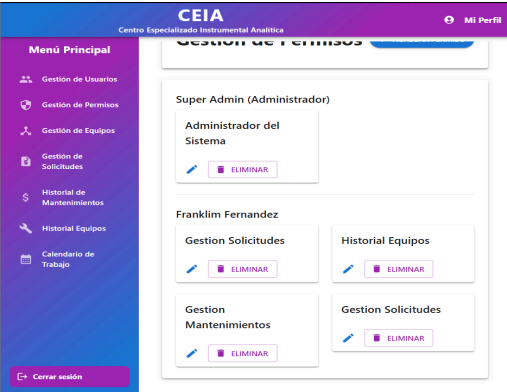 CEIA
Centro Especializado Instrumental Analítica
Mi Perfil
Menú Principal
Gestión de Usuarios
Gestión de Permisos
Gestión de Equipos
Gestión de
Solicitudes
Historial de
Mantenimientos
Historial Equipos
Calendario de
Trabajo
Cerrar sesión
Gestión de Permisos
Super Admin (Administrador)
Administrador del
Sistema
ELIMINAR
Franklim Fernandez
Gestion Solicitudes
ELIMINAR
Historial Equipos
ELIMINAR
Gestion
Mantenimientos
ELIMINAR
Gestion Solicitudes
ELIMINAR